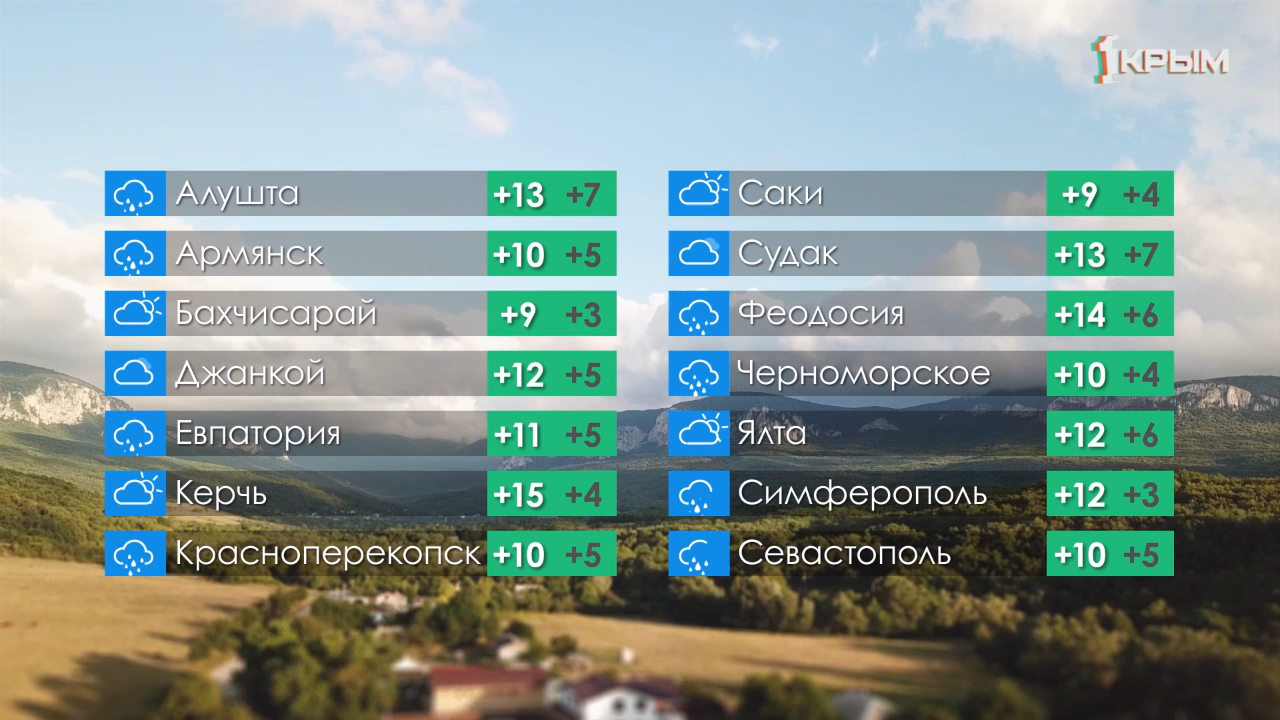 1КРЫМ
Алушта +13 +7
Армянск +10 +5
Бахчисарай +9 +3
Джанкой +12 +5
Евпатория +11 +5
Керчь +15 +4
Красноперекопск +10 +5
Саки +9 +4
Судак +13 +7
Феодосия +14 +6
Черноморское +10 +4
Ялта +12 +6
Симферополь +12 +3
Севастополь +10 +5